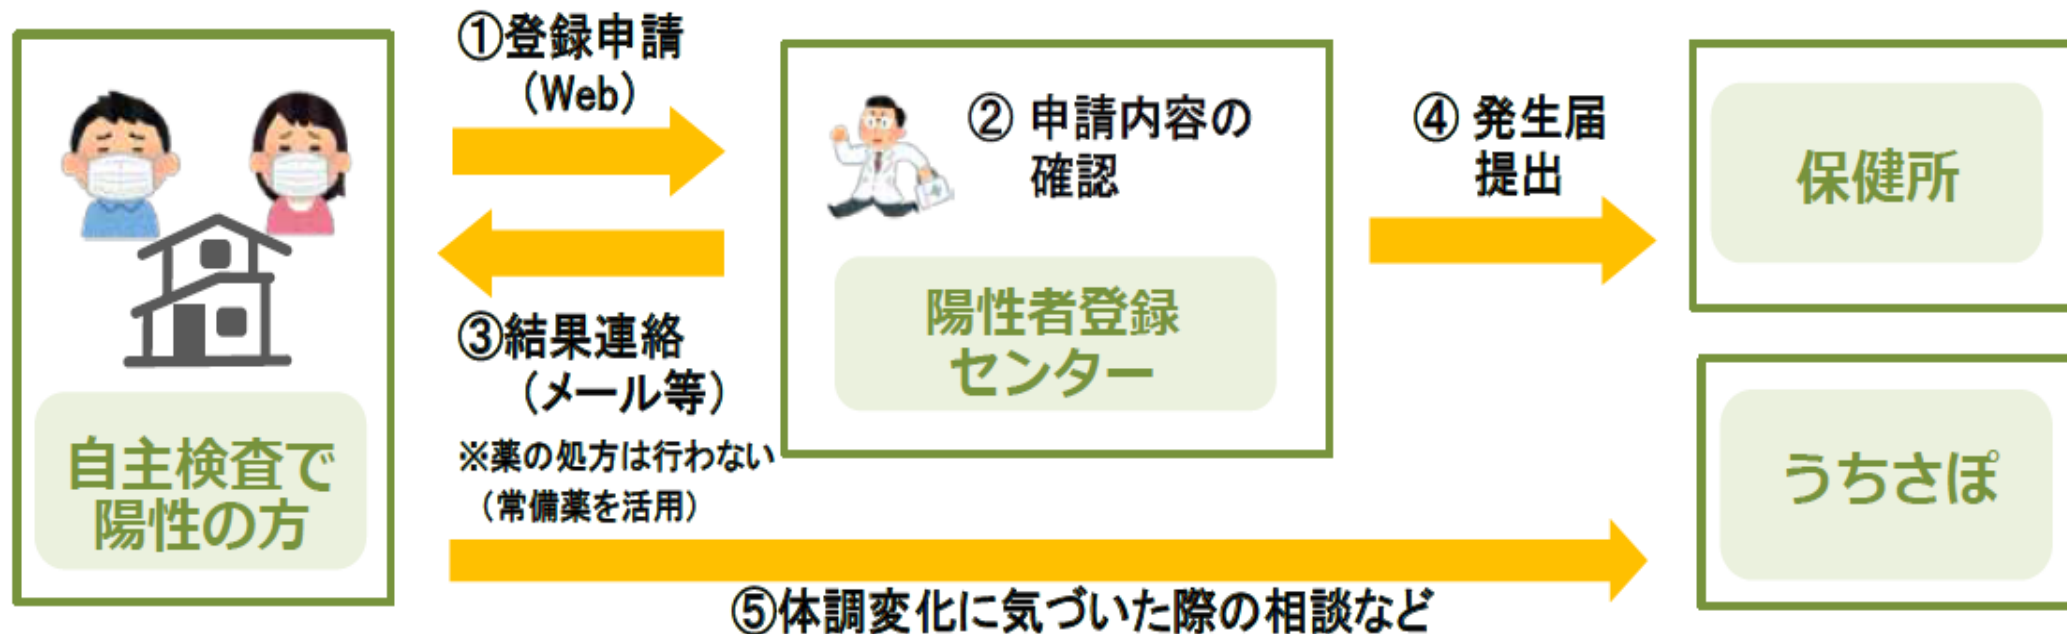 ①登録申請
（Web）
② 申請内容の
確認
④ 発生届
提出
保健所
陽性者登録
センター
③結果連絡
（メール等）
※薬の処方は行わない
（常備薬を活用）
自主検査で
陽性の方
うちさぽ
⑤体調変化に気づいた際の相談など